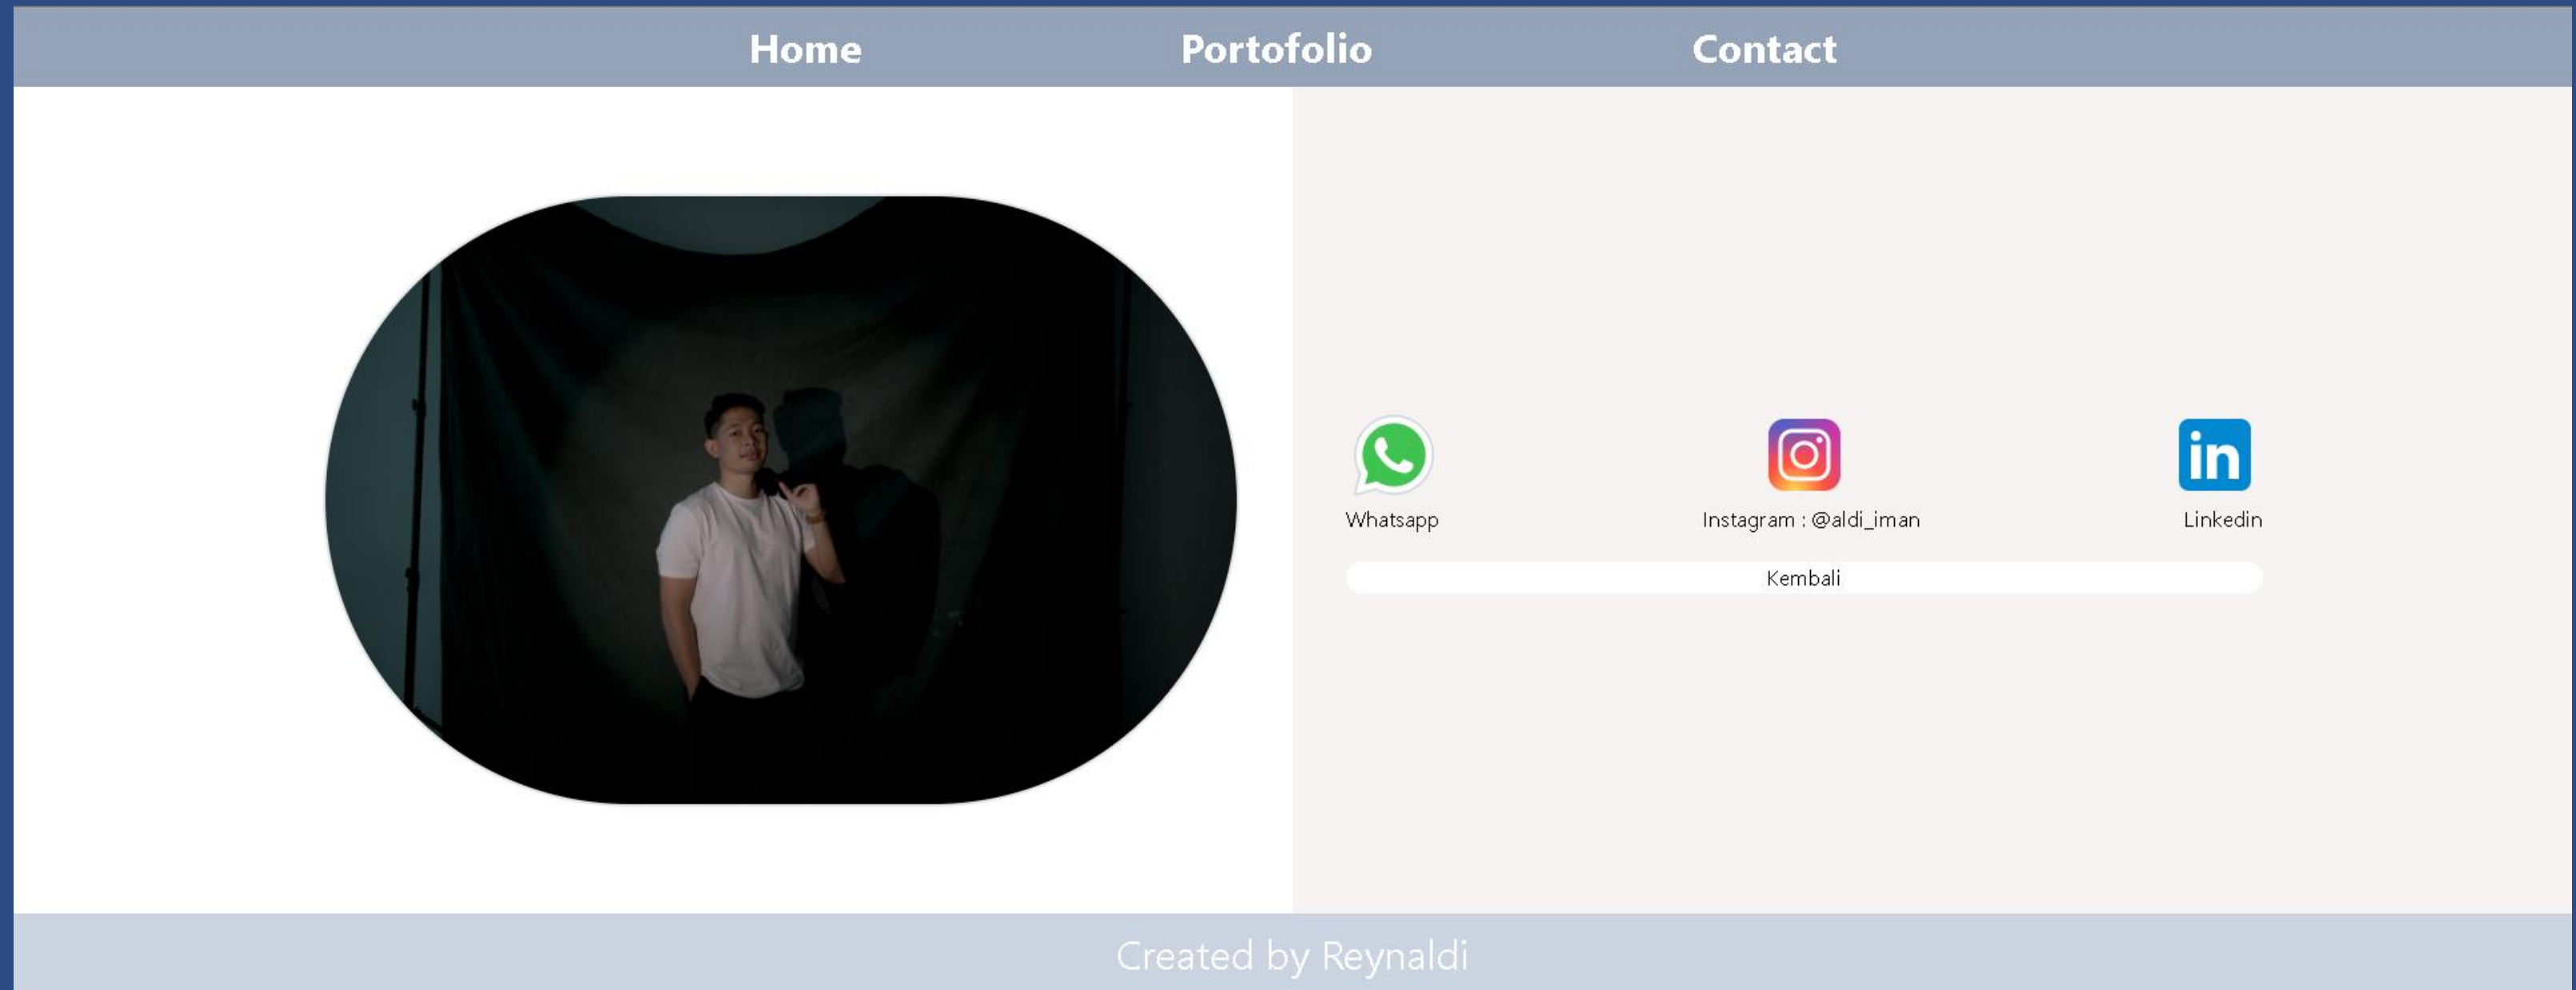 Home Portofolio Contact
Whatsapp Instagram : @aldi_iman Linkedin
Kembali
Created by Reynaldi